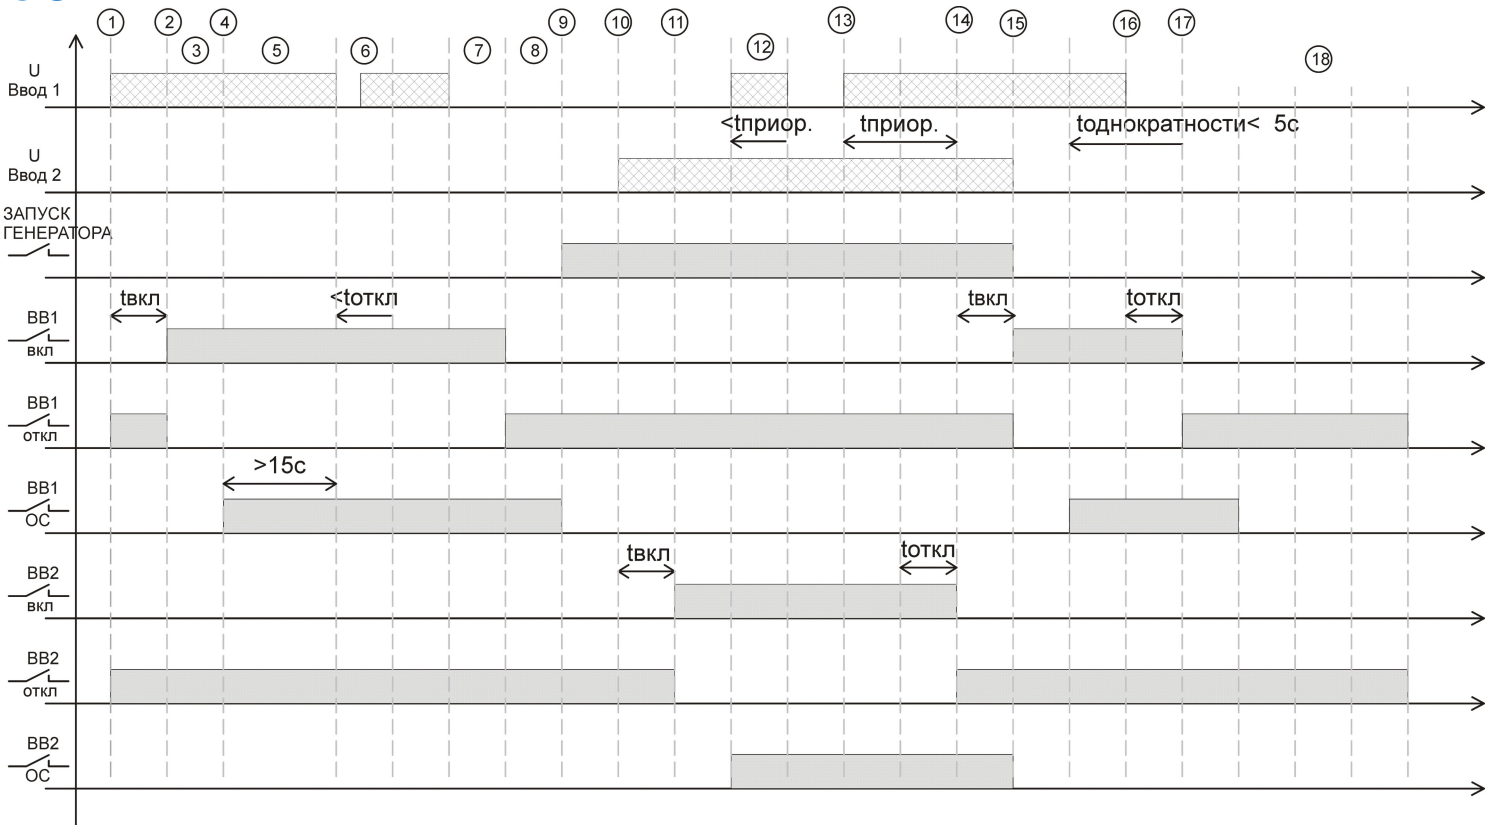 1 2 4 9 10 11 13 14 15 16 17
3 5 6 7 8 12 18
U
Ввод 1
<tприор. tприор. tоднократности< 5с
U
Ввод 2
ЗАПУСК
ГЕНЕРАТОРА
tвкл <tоткл tвкл tоткл
ВВ1
вкл
ВВ1
откл
>15с
ВВ1
ОС
tвкл tоткл
ВВ2
вкл
ВВ2
откл
ВВ2
ОС